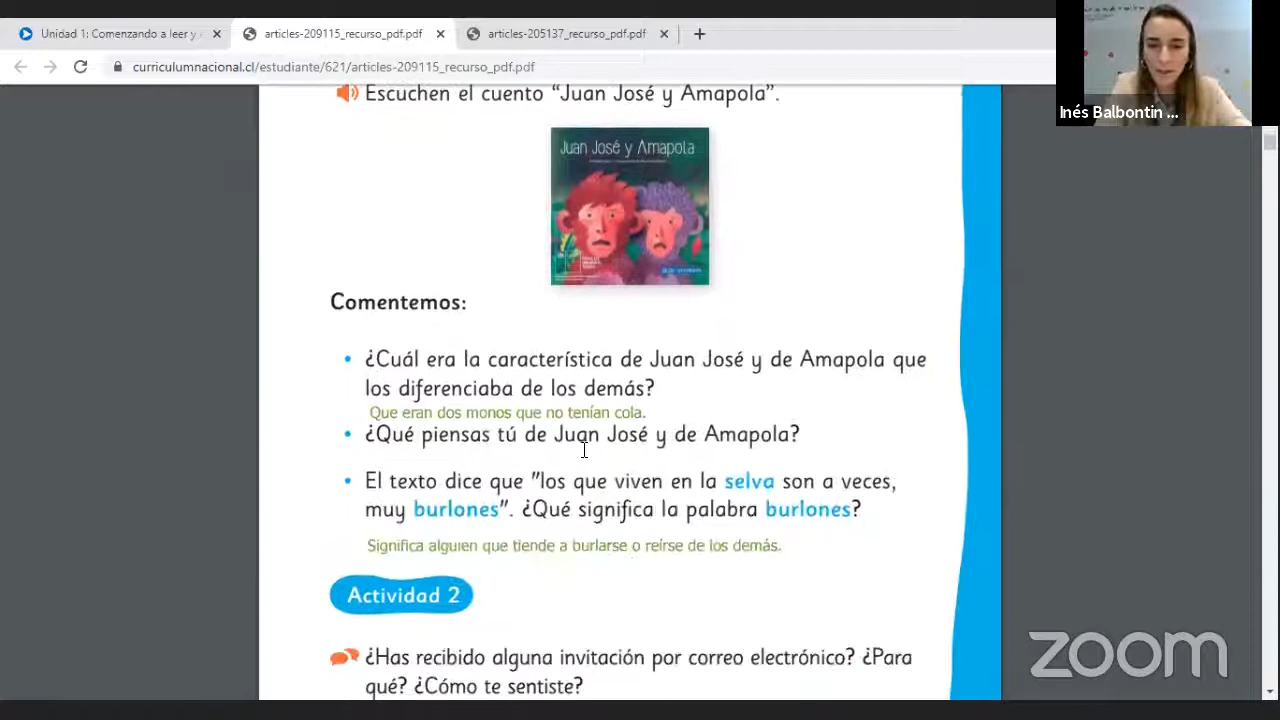 Unidad 1: Comenzando a leer y
articles-209115_recurso_pdf.pdf
articles-205137_recurso_pdf.pdf
curriculumnacional.cl/estudiante/621/articles-209115_recurso_pdf.pdf
Inés Balbontin ...
Escuchen el cuento “Juan José y Amapola”.
Juan José y Amapola
Comentemos:
• ¿Cuál era la característica de Juan José y de Amapola que
los diferenciaba de los demás?
Que eran dos monos que no tenían cola.
• ¿Qué piensas tú de Juan José y de Amapola?
• El texto dice que "los que viven en la selva son a veces,
muy burlones". ¿Qué significa la palabra burlones?
Significa alguien que tiende a burlarse o reírse de los demás.
Actividad 2
¿Has recibido alguna invitación por correo electrónico? ¿Para
qué? ¿Cómo te sentiste?
zoom